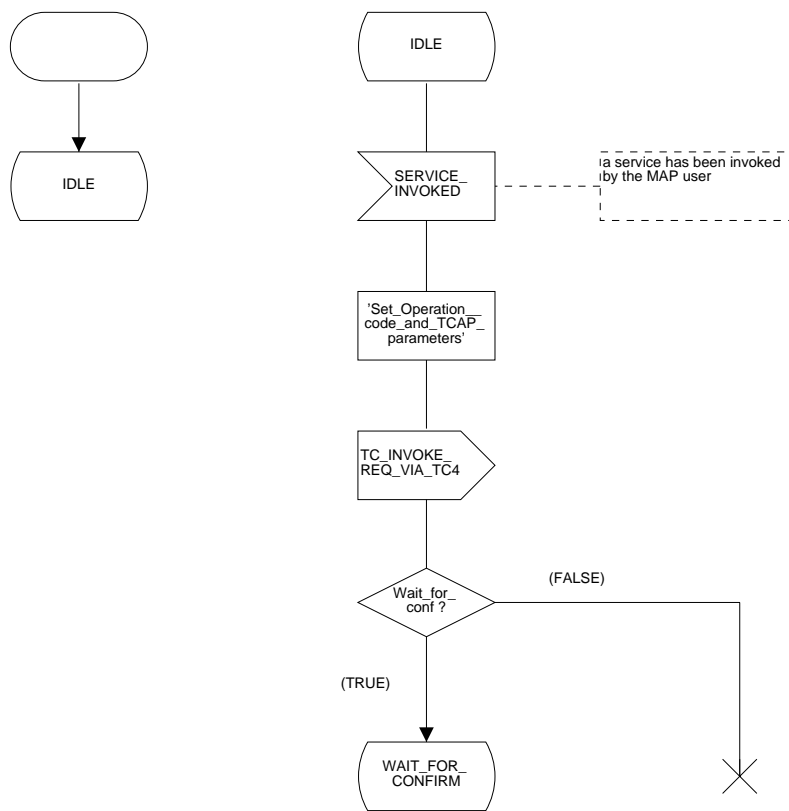 IDLE
IDLE
SERVICE_
INVOKED
a service has been invoked
by the MAP user
'Set_Operation__
code_and_TCAP_
parameters'
TC_INVOKE_
REQ_VIA_TC4
Wait_for_
conf ?
(FALSE)
(TRUE)
WAIT_FOR_
CONFIRM